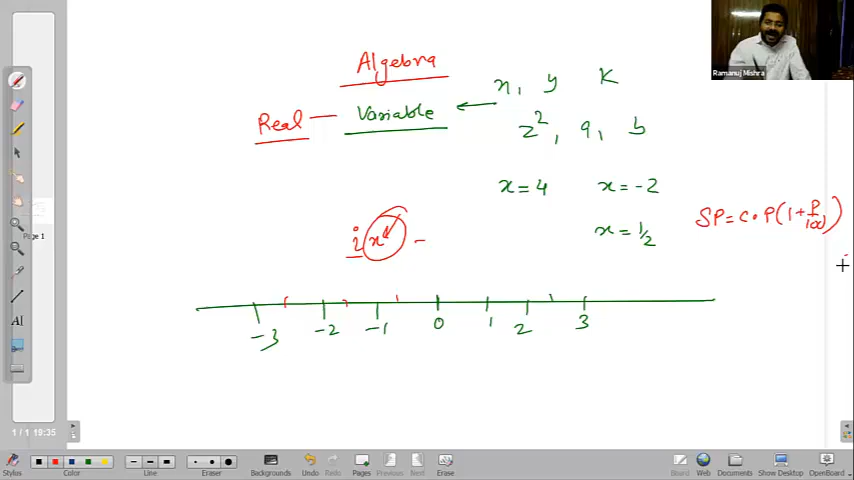 Algebra
x, y k
Real — Variable ←
z², a, b
x = 4 x = -2
SP = C.P(1+P/100)
x = 1/2
i x
-3 -2 -1 0 1 2 3
Ramanuj Mishra
Page 1
1 / 1 19:35
Stylus Color Line Eraser Backgrounds Undo Redo Pages Previous Next Erase Board Web Documents Show Desktop OpenBoard